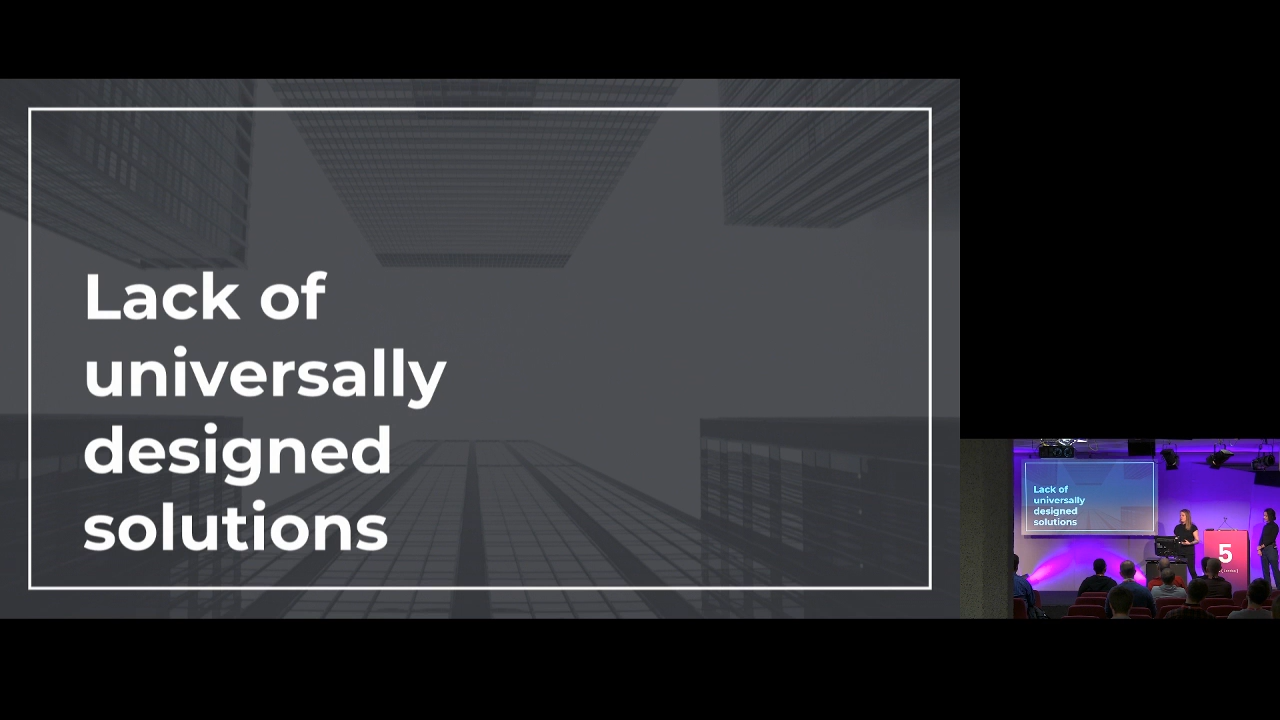 Lack of
universally
designed
solutions
Lack of
universally
designed
solutions
5